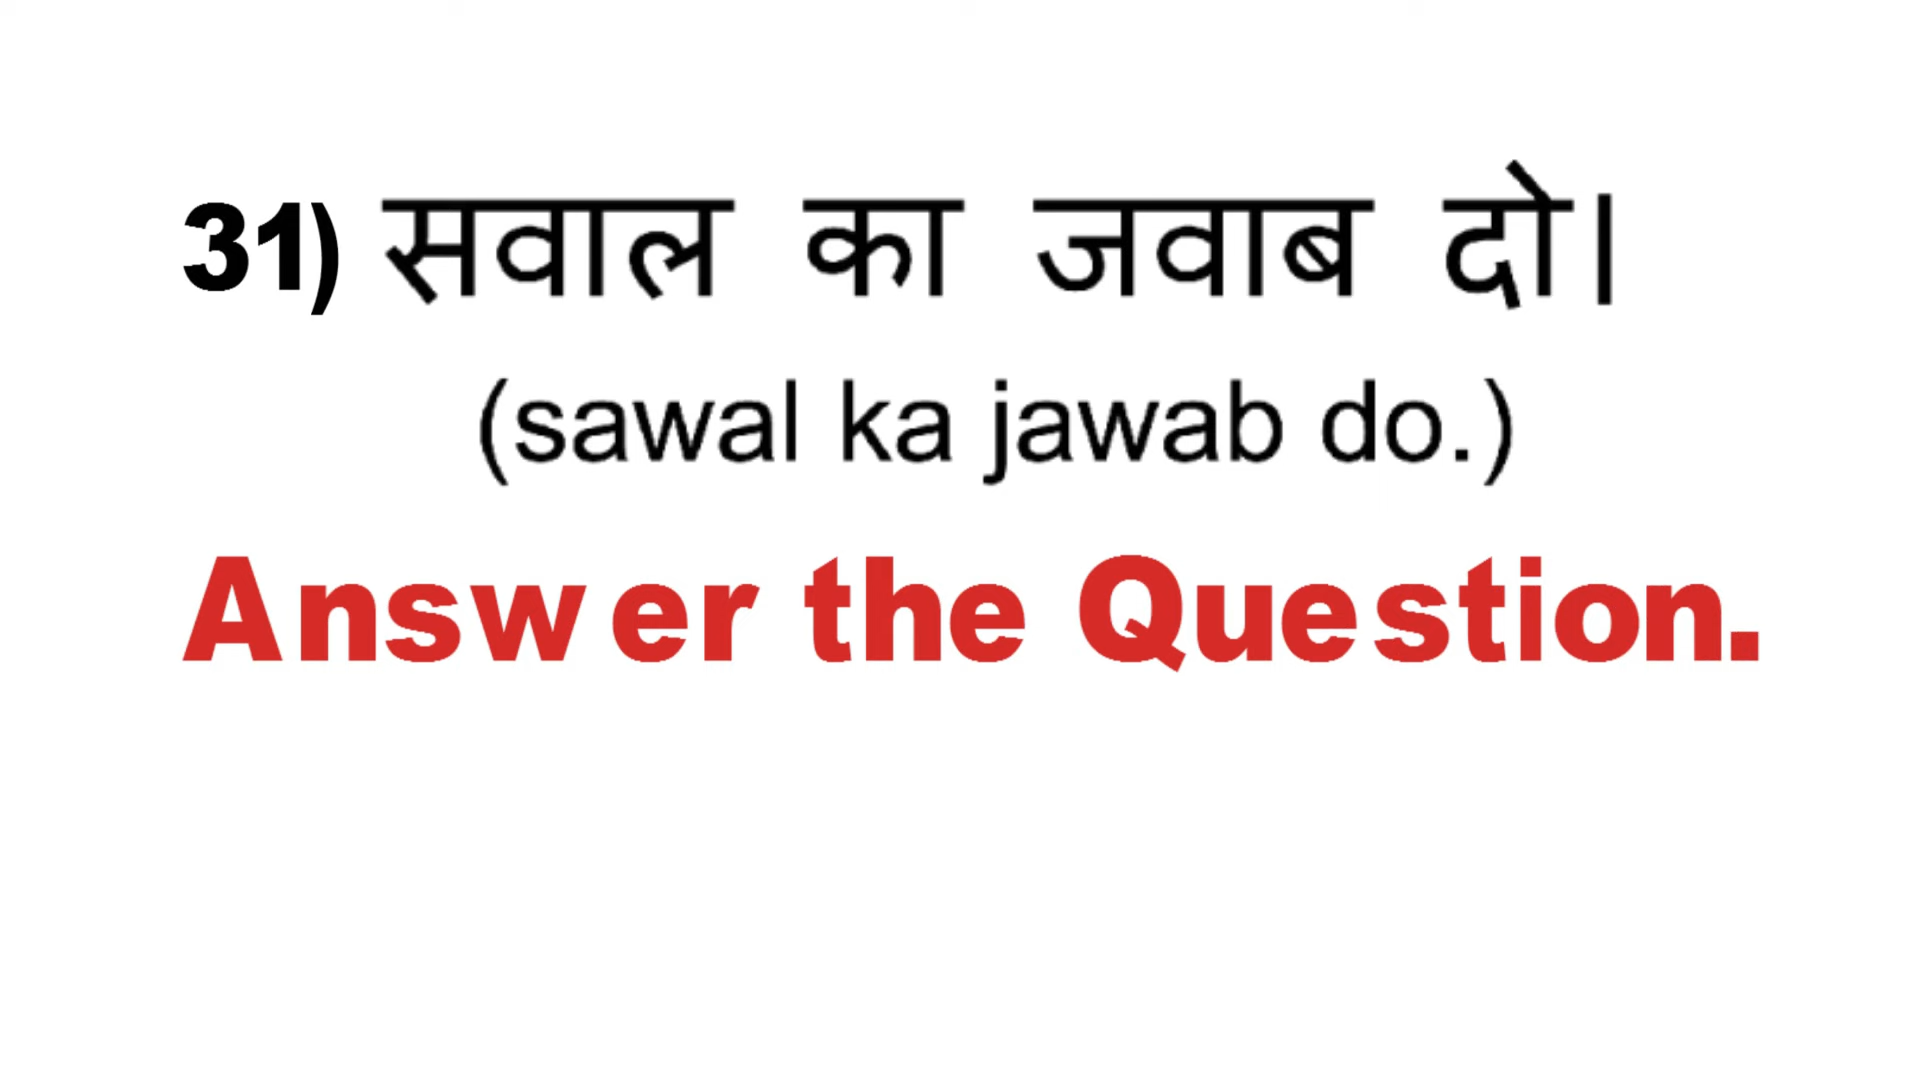 31) सवाल का जवाब दो।
(sawal ka jawab do.)
Answer the Question.